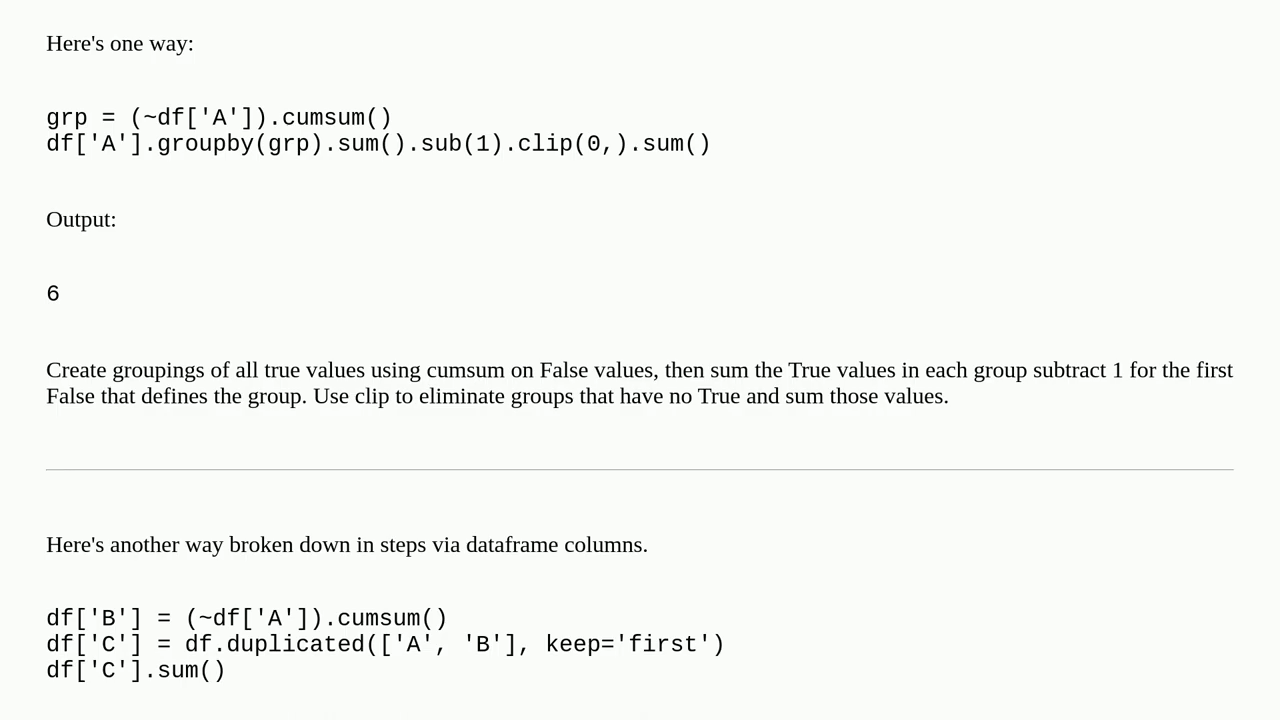 Here's one way:
grp = (~df['A']).cumsum()
df['A'].groupby(grp).sum().sub(1).clip(0,).sum()
Output:
6
Create groupings of all true values using cumsum on False values, then sum the True values in each group subtract 1 for the first
False that defines the group. Use clip to eliminate groups that have no True and sum those values.
Here's another way broken down in steps via dataframe columns.
df['B'] = (~df['A']).cumsum()
df['C'] = df.duplicated(['A', 'B'], keep='first')
df['C'].sum()